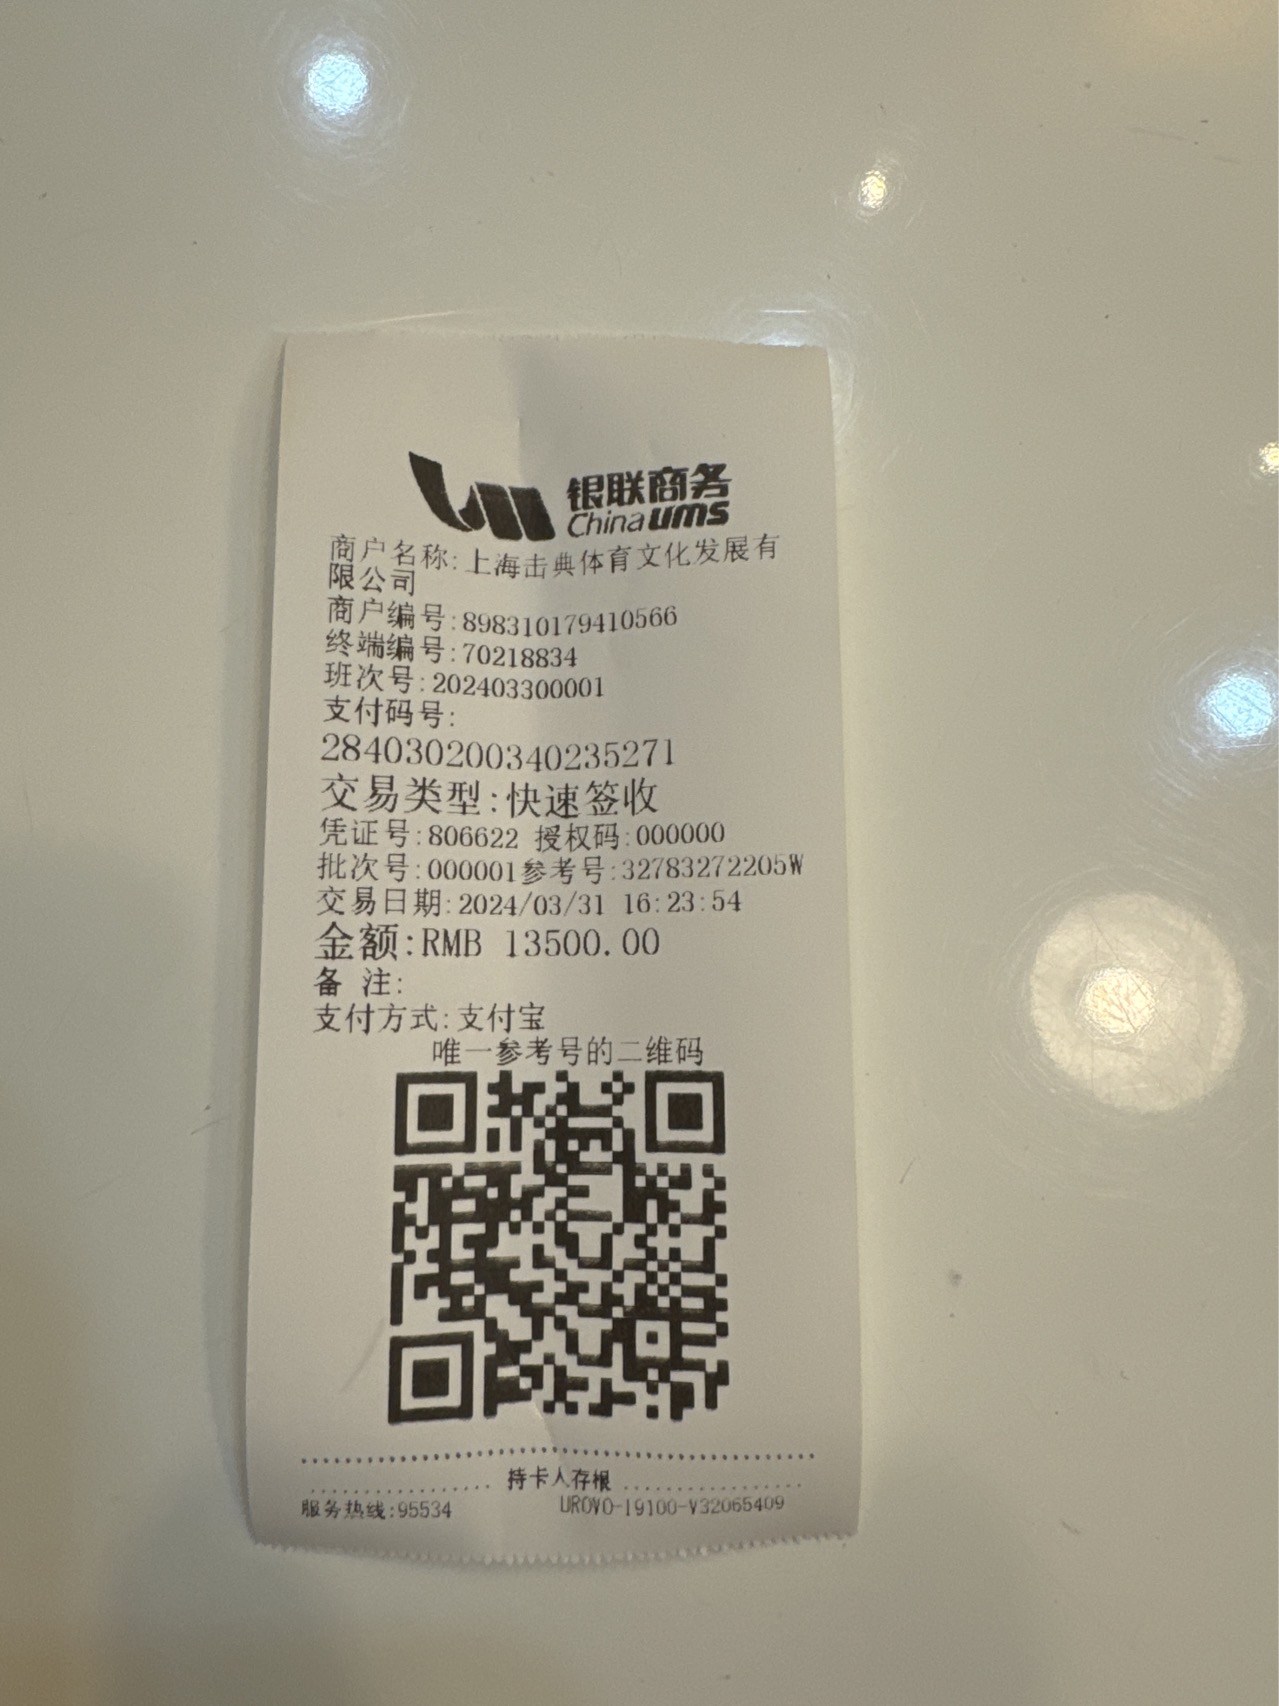 银联商务
Chinaums
商户名称:上海击典体育文化发展有
限公司
商户编号:898310179410566
终端编号:70218834
班次号:202403300001
支付码号:
284030200340235271
交易类型:快速签收
凭证号:806622 授权码:000000
批次号:000001参考号:32783272205W
交易日期:2024/03/31 16:23:54
金额:RMB 13500.00
备 注:
支付方式:支付宝
唯一参考号的二维码
持卡人存根
服务热线:95534 UROVO-I9100-V32065409